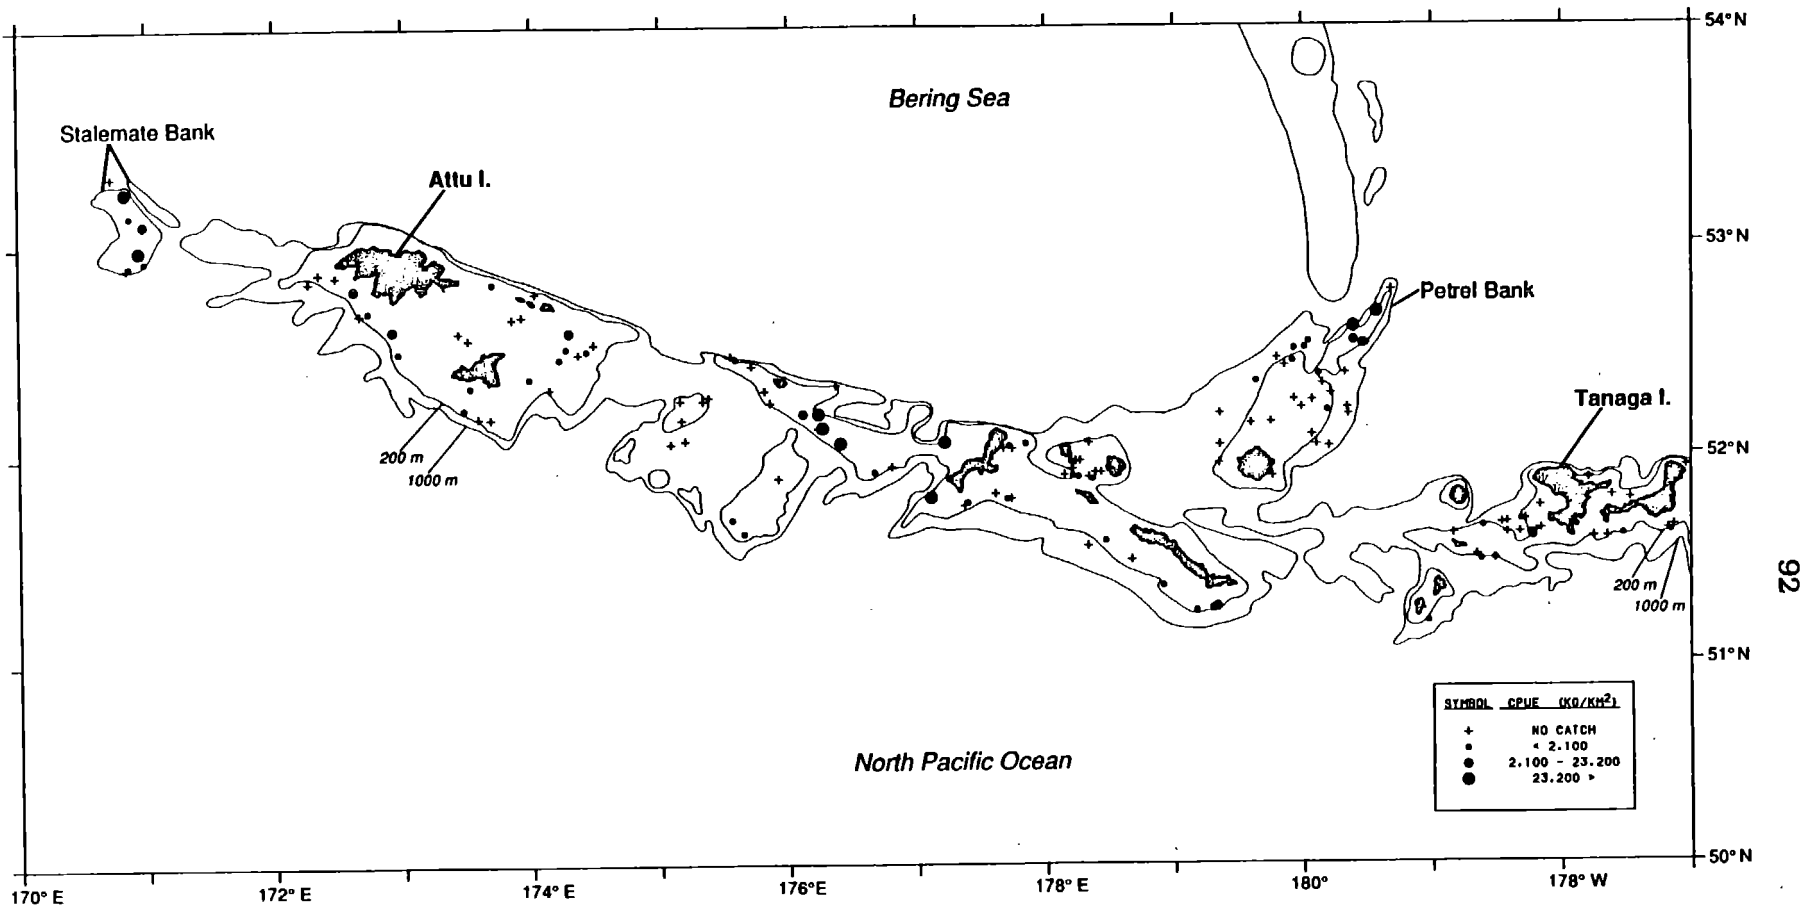 54°N
Bering Sea
Stalemate Bank
Attu I.
53°N
Petrel Bank
Tanaga I.
52°N
200 m
1000 m
200 m
1000 m
92
51°N
SYMBOL CPUE (KG/KM²)
+ NO CATCH
< 2.100
2.100 - 23.200
23.200 >
North Pacific Ocean
50°N
170° E 172° E 174° E 176° E 178° E 180° 178° W